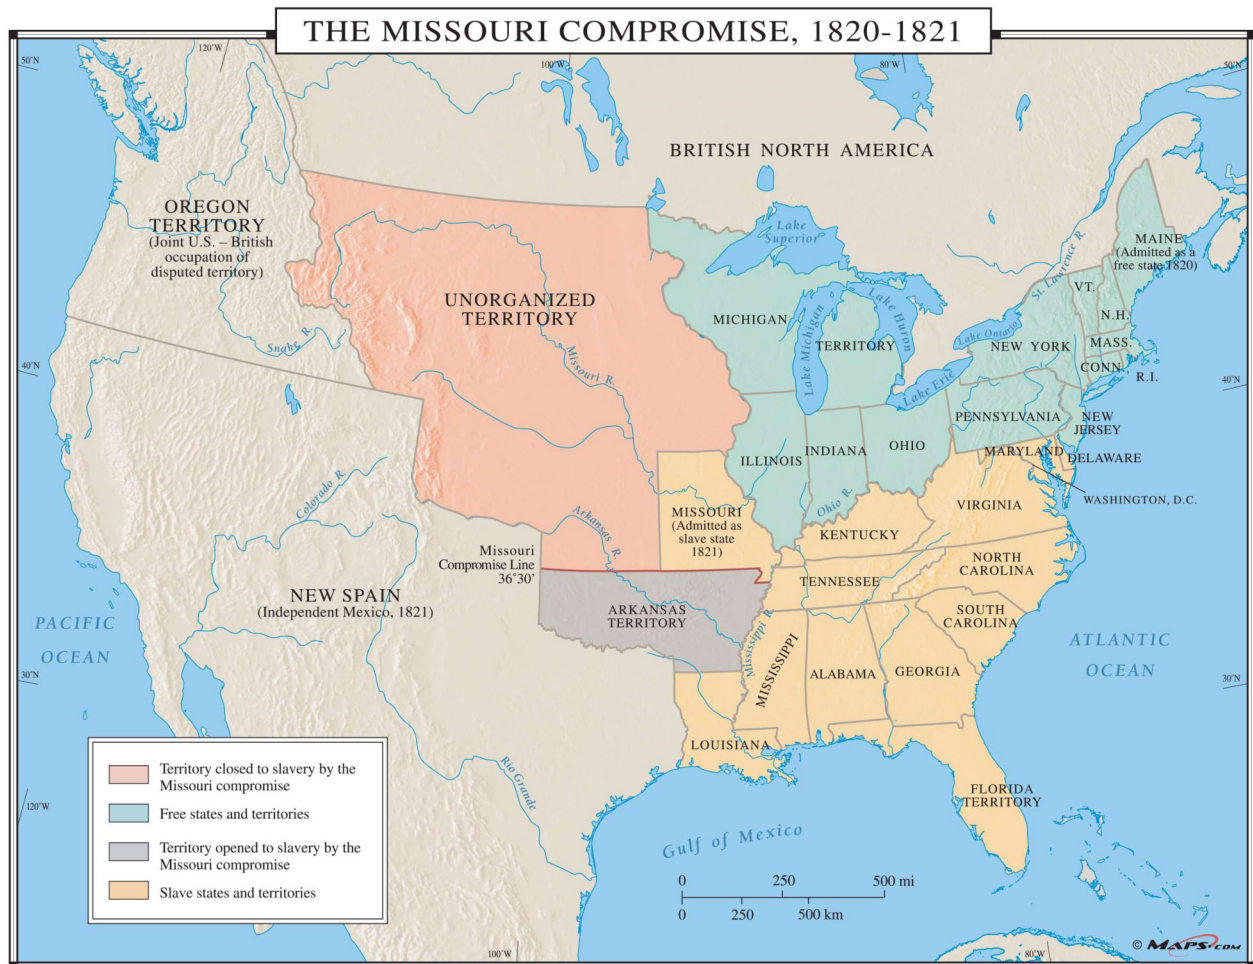 THE MISSOURI COMPROMISE, 1820-1821
120°W
100°W
80°W
50°N
50°N
BRITISH NORTH AMERICA
OREGON
TERRITORY
(Joint U.S. – British
occupation of
disputed territory)
Lake
Superior
MAINE
(Admitted as a
free state 1820)
St. Lawrence R.
VT.
N.H.
UNORGANIZED
TERRITORY
MICHIGAN
TERRITORY
Lake Michigan
Lake Huron
Lake Ontario
Lake Erie
NEW YORK
MASS.
CONN.
R.I.
Snake R.
Missouri R.
40°N
40°N
PENNSYLVANIA
NEW
JERSEY
ILLINOIS
INDIANA
OHIO
MARYLAND
DELAWARE
WASHINGTON, D.C.
Colorado R.
Ohio R.
VIRGINIA
MISSOURI
(Admitted as
slave state
1821)
KENTUCKY
Arkansas R.
Missouri
Compromise Line
36°30'
TENNESSEE
NORTH
CAROLINA
NEW SPAIN
(Independent Mexico, 1821)
ARKANSAS
TERRITORY
SOUTH
CAROLINA
PACIFIC
OCEAN
ATLANTIC
OCEAN
Mississippi R.
MISSISSIPPI
ALABAMA
GEORGIA
30°N
30°N
LOUISIANA
Rio Grande
FLORIDA
TERRITORY
Gulf of Mexico
Territory closed to slavery by the
Missouri compromise
Free states and territories
Territory opened to slavery by the
Missouri compromise
Slave states and territories
120°W
0 250 500 mi
0 250 500 km
100°W
80°W
© MAPS.COM